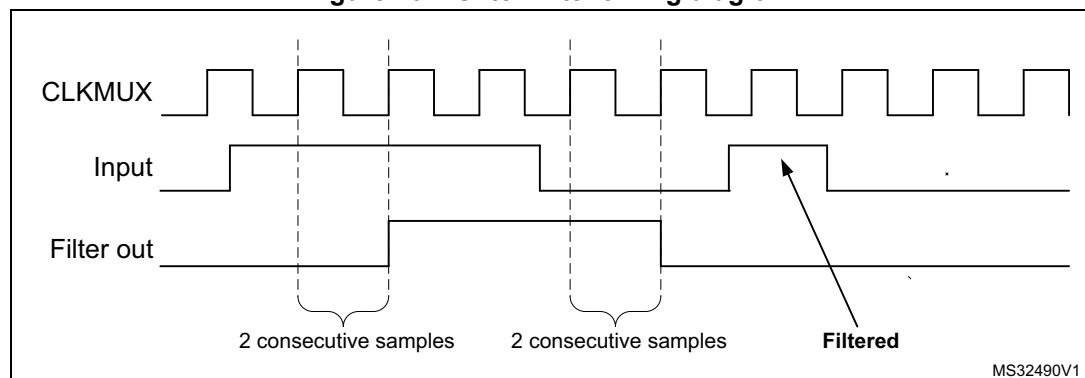 CLKMUX
Input
Filter out
2 consecutive samples
2 consecutive samples
Filtered
MS32490V1